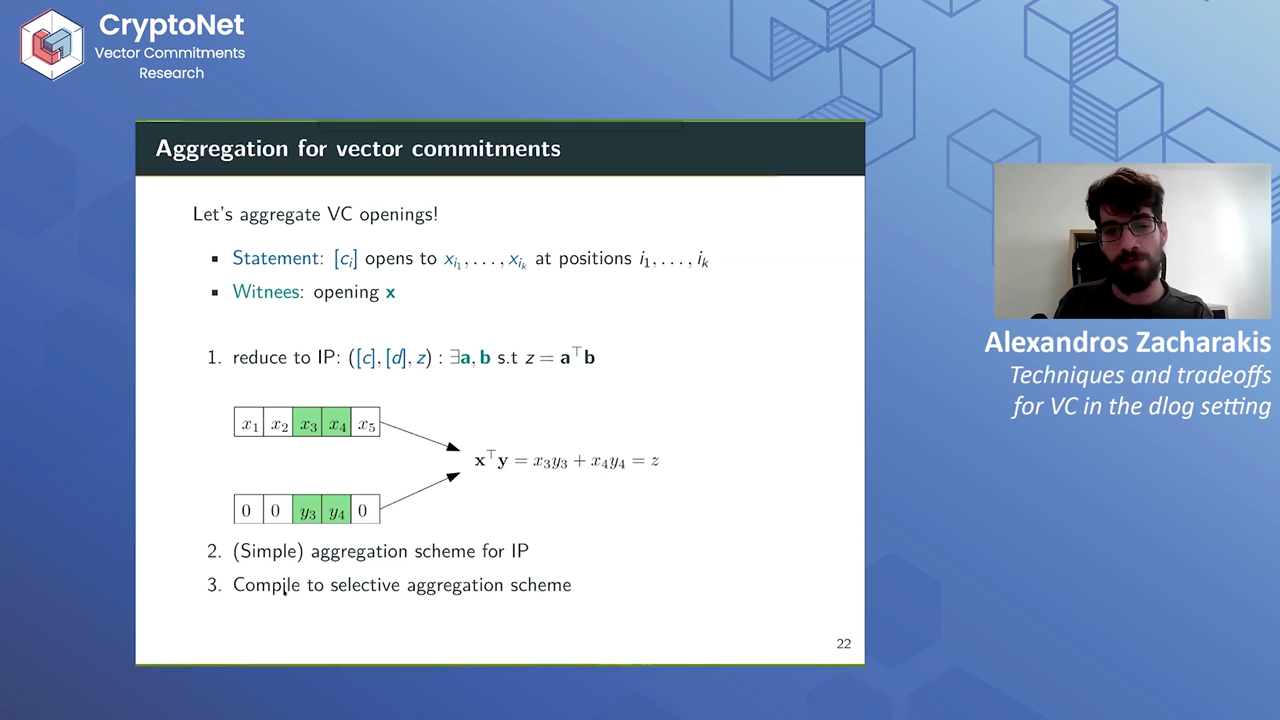 CryptoNet
Vector Commitments
Research
Aggregation for vector commitments
Let's aggregate VC openings!
▪ Statement: [c_i] opens to x_{i_1}, . . . , x_{i_k} at positions i_1, . . . , i_k
▪ Witnees: opening x
1. reduce to IP: ([c], [d], z) : ∃a, b s.t z = a^⊤b
x_1 x_2 x_3 x_4 x_5
x^⊤y = x_3y_3 + x_4y_4 = z
0 0 y_3 y_4 0
2. (Simple) aggregation scheme for IP
3. Compile to selective aggregation scheme
22
Alexandros Zacharakis
Techniques and tradeoffs
for VC in the dlog setting